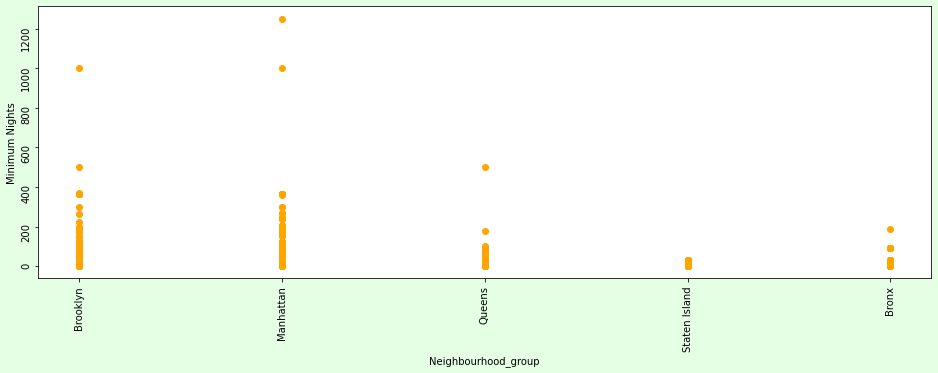 Minimum Nights
1200
1000
800
600
400
200
0
Brooklyn
Manhattan
Queens
Staten Island
Bronx
Neighbourhood_group